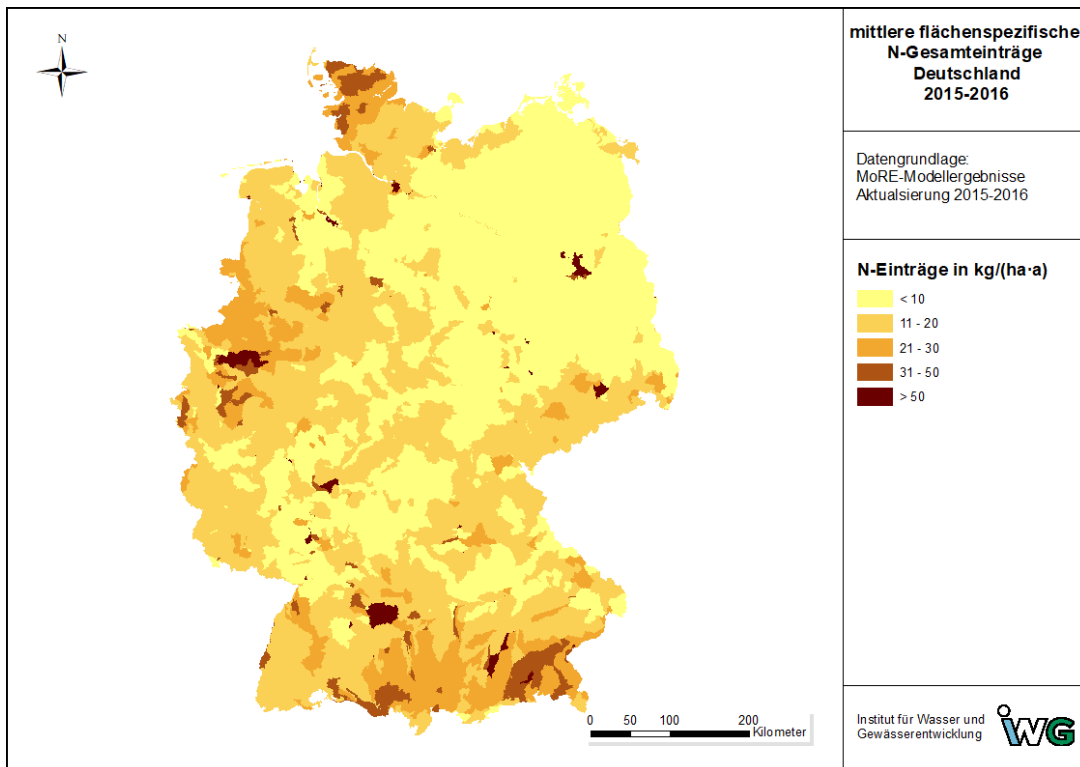 N
mittlere flächenspezifische
N-Gesamteinträge
Deutschland
2015-2016
Datengrundlage:
MoRE-Modellergebnisse
Aktualsierung 2015-2016
N-Einträge in kg/(ha·a)
< 10
11 - 20
21 - 30
31 - 50
> 50
0 50 100 200
Kilometer
Institut für Wasser und
Gewässerentwicklung
iWG